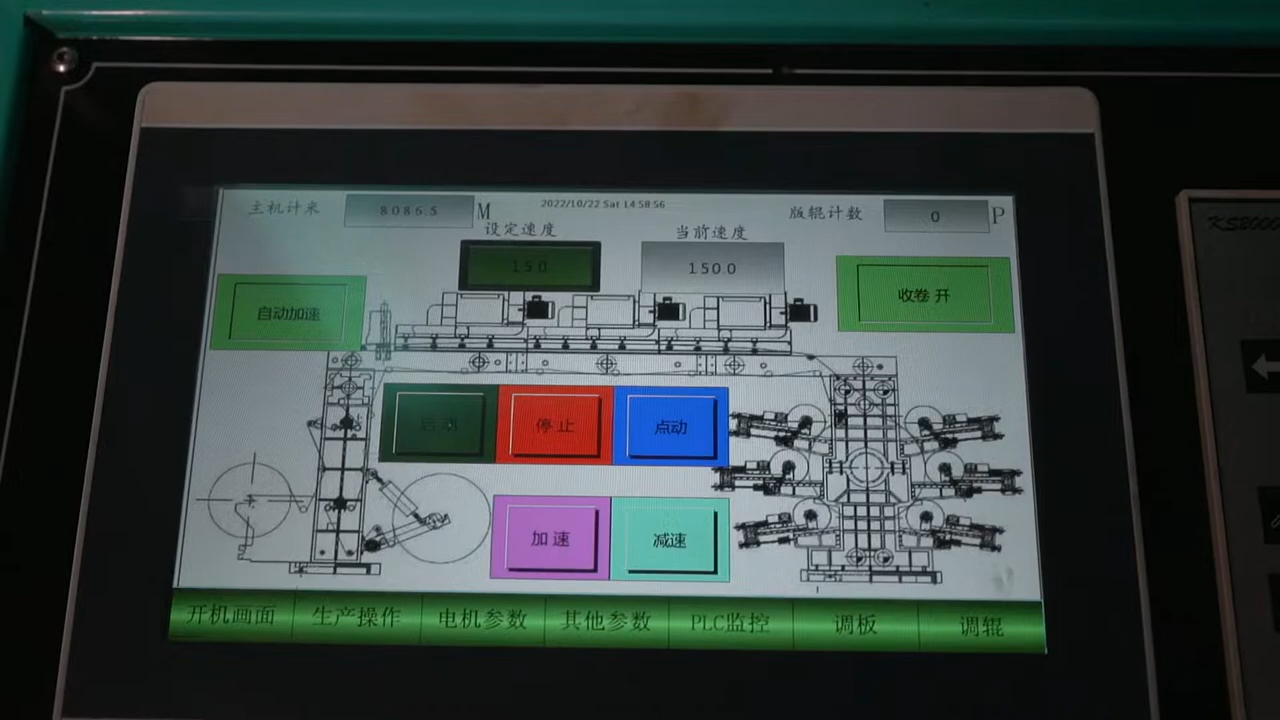 主机计米 8086.5 M
2022/10/22 Sat 14:58:56
版辊计数 0 P
设定速度
当前速度
150
150.0
自动加速
收卷开
启动
停止
点动
加速
减速
开机画面 生产操作 电机参数 其他参数 PLC监控 调板 调辊